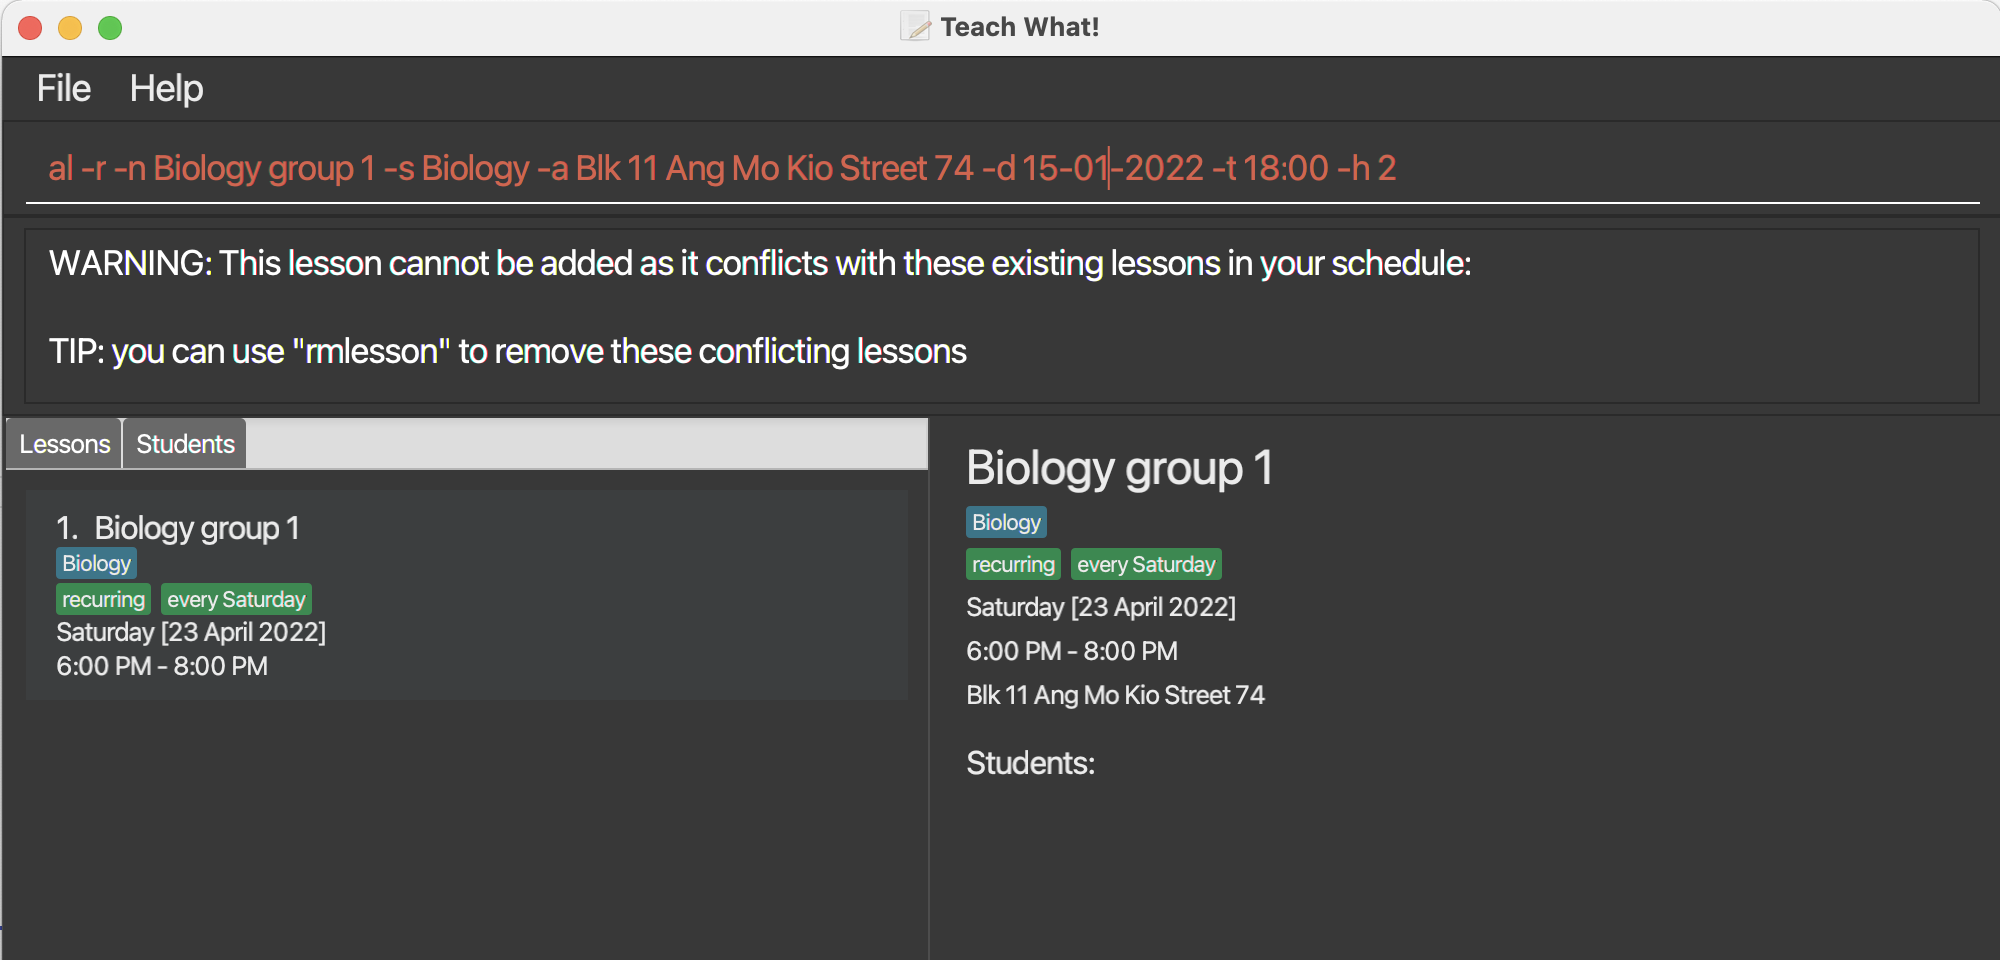 Teach What!
File Help
al -r -n Biology group 1 -s Biology -a Blk 11 Ang Mo Kio Street 74 -d 15-01-2022 -t 18:00 -h 2
WARNING: This lesson cannot be added as it conflicts with these existing lessons in your schedule:
TIP: you can use "rmlesson" to remove these conflicting lessons
Lessons Students
1. Biology group 1
Biology
recurring every Saturday
Saturday [23 April 2022]
6:00 PM - 8:00 PM
Biology group 1
Biology
recurring every Saturday
Saturday [23 April 2022]
6:00 PM - 8:00 PM
Blk 11 Ang Mo Kio Street 74
Students: